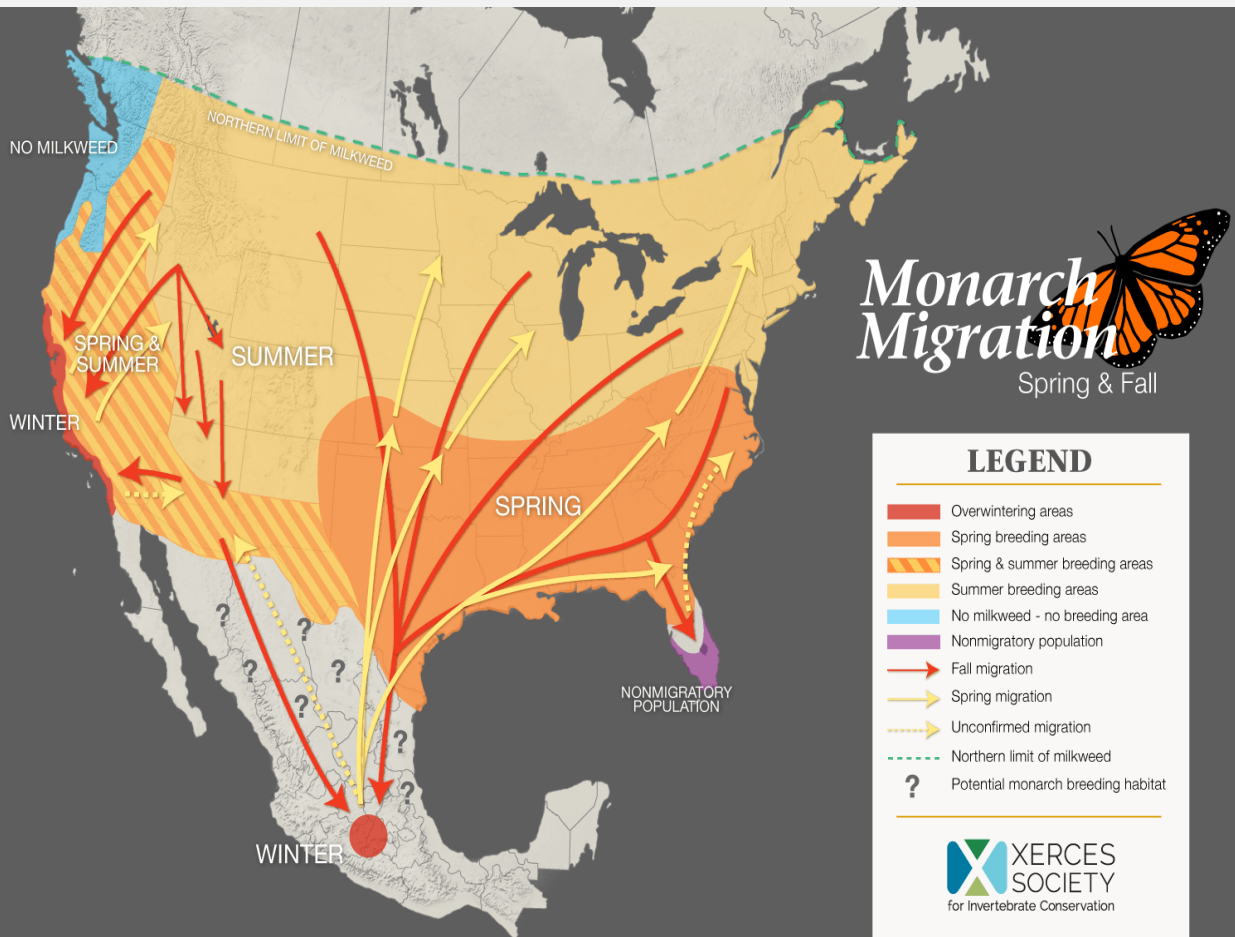 NO MILKWEED
NORTHERN LIMIT OF MILKWEED
SPRING &
SUMMER
SUMMER
WINTER
SPRING
NONMIGRATORY
POPULATION
?
?
?
?
?
?
?
WINTER
Monarch
Migration
Spring & Fall
LEGEND
Overwintering areas
Spring breeding areas
Spring & summer breeding areas
Summer breeding areas
No milkweed - no breeding area
Nonmigratory population
Fall migration
Spring migration
Unconfirmed migration
Northern limit of milkweed
? Potential monarch breeding habitat
XERCES
SOCIETY
for Invertebrate Conservation